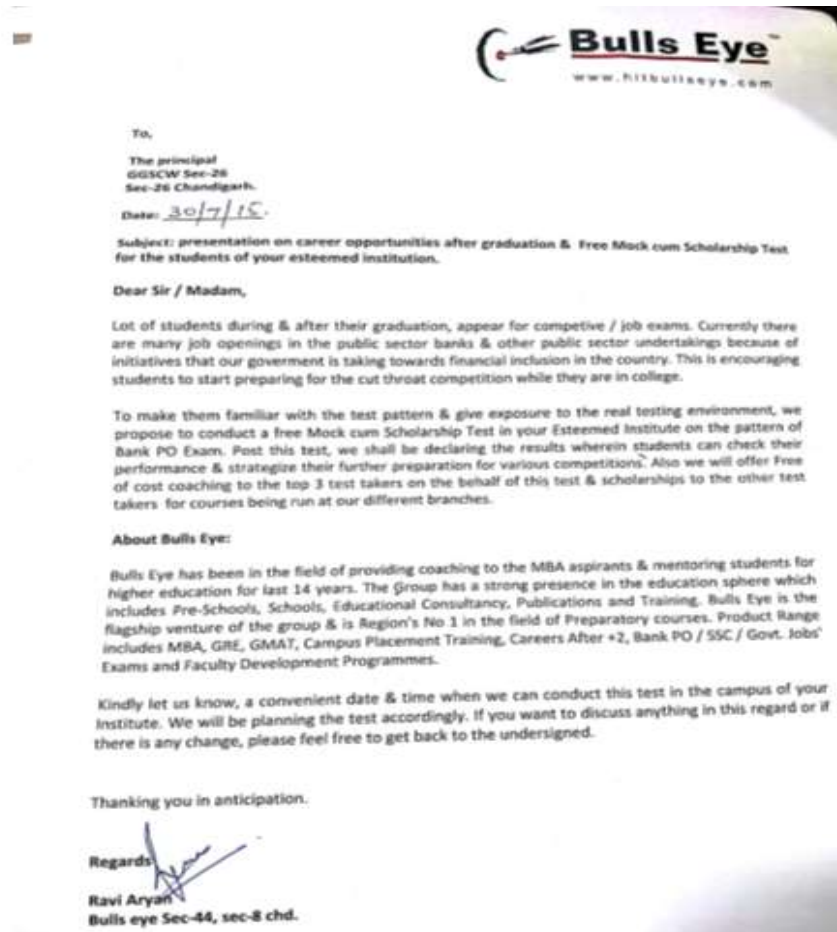 Bulls Eye™
www.hitbullseye.com
To,
The principal
GGSCW Sec-26
Sec-26 Chandigarh.
Date: 30/7/15.
Subject: presentation on career opportunities after graduation & Free Mock cum Scholarship Test
for the students of your esteemed institution.
Dear Sir / Madam,
Lot of students during & after their graduation, appear for competive / job exams. Currently there
are many job openings in the public sector banks & other public sector undertakings because of
initiatives that our goverment is taking towards financial inclusion in the country. This is encouraging
students to start preparing for the cut throat competition while they are in college.
To make them familiar with the test pattern & give exposure to the real testing environment, we
propose to conduct a free Mock cum Scholarship Test in your Esteemed Institute on the pattern of
Bank PO Exam. Post this test, we shall be declaring the results wherein students can check their
performance & strategize their further preparation for various competitions. Also we will offer Free
of cost coaching to the top 3 test takers on the behalf of this test & scholarships to the other test
takers for courses being run at our different branches.
About Bulls Eye:
Bulls Eye has been in the field of providing coaching to the MBA aspirants & mentoring students for
higher education for last 14 years. The Group has a strong presence in the education sphere which
includes Pre-Schools, Schools, Educational Consultancy, Publications and Training. Bulls Eye is the
flagship venture of the group & is Region's No 1 in the field of Preparatory courses. Product Range
includes MBA, GRE, GMAT, Campus Placement Training, Careers After +2, Bank PO / SSC / Govt. Jobs'
Exams and Faculty Development Programmes.
Kindly let us know, a convenient date & time when we can conduct this test in the campus of your
Institute. We will be planning the test accordingly. If you want to discuss anything in this regard or if
there is any change, please feel free to get back to the undersigned.
Thanking you in anticipation.
Regards
Ravi Aryan
Bulls eye Sec-44, sec-8 chd.